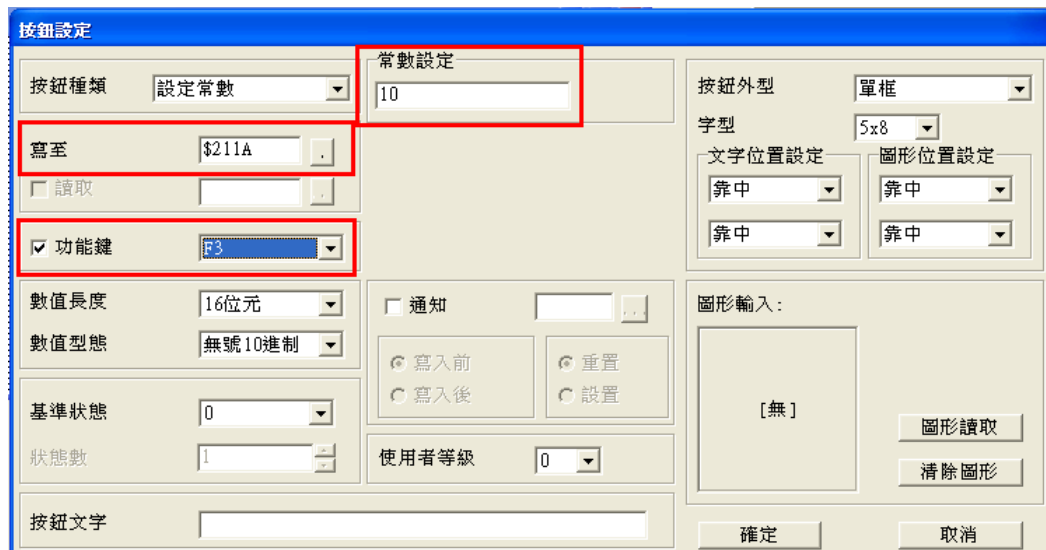 按鈕設定
按鈕種類 設定常數
常數設定
10
寫至 $211A .
讀取 .
功能鍵 F3
數值長度 16位元
數值型態 無號10進制
基準狀態 0
狀態數 1
通知 ...
寫入前 重置
寫入後 設置
使用者等級 0
按鈕文字
按鈕外型 單框
字型 5x8
文字位置設定 圖形位置設定
靠中 靠中
靠中 靠中
圖形輸入:
[無]
圖形讀取
清除圖形
確定 取消